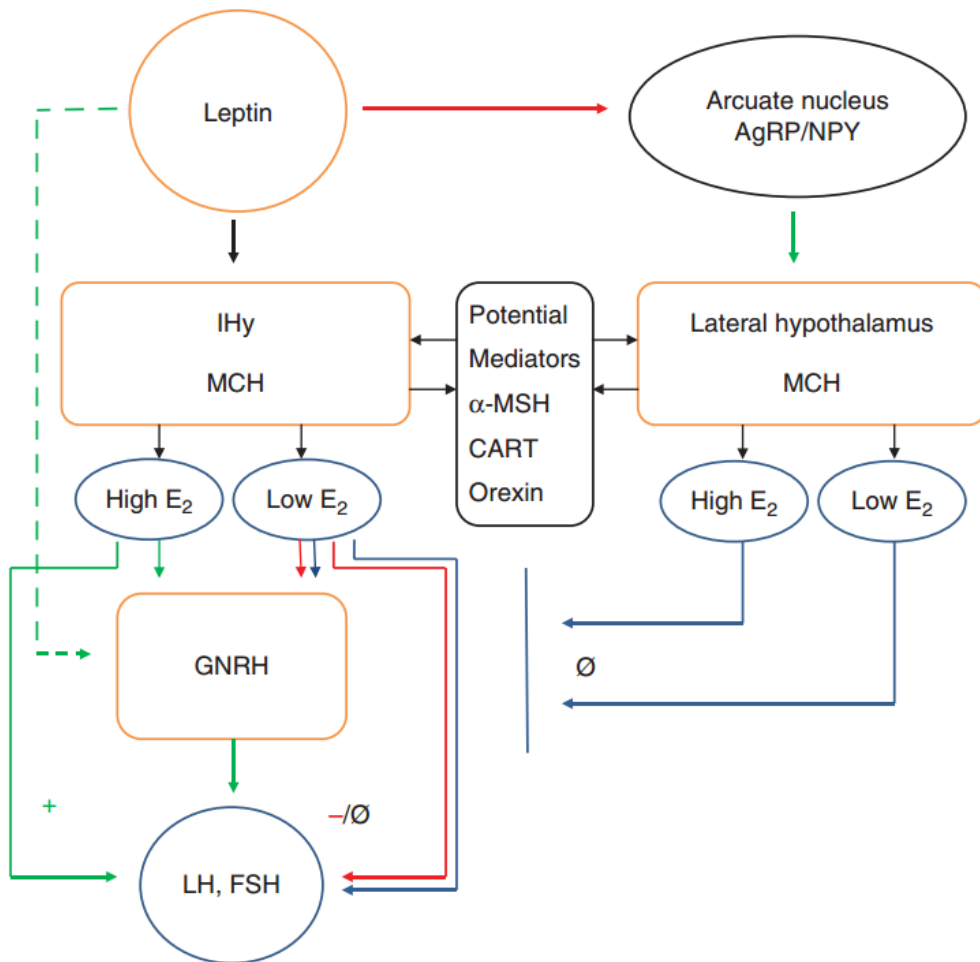 Leptin
Arcuate nucleus
AgRP/NPY
IHy
MCH
Potential
Mediators
α-MSH
CART
Orexin
Lateral hypothalamus
MCH
High E₂
Low E₂
High E₂
Low E₂
GNRH
Ø
+
–/Ø
LH, FSH